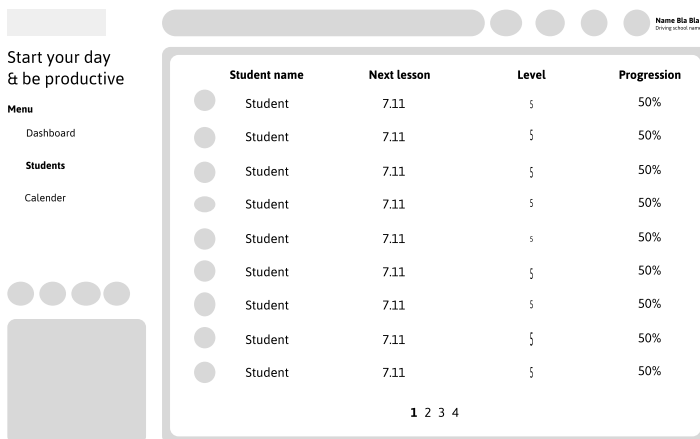 Name Bla Bla
Driving school name
Start your day
& be productive
Menu
Dashboard
Students
Calender
Student name Next lesson Level Progression
Student 7.11 5 50%
Student 7.11 5 50%
Student 7.11 5 50%
Student 7.11 5 50%
Student 7.11 5 50%
Student 7.11 5 50%
Student 7.11 5 50%
Student 7.11 5 50%
Student 7.11 5 50%
1 2 3 4